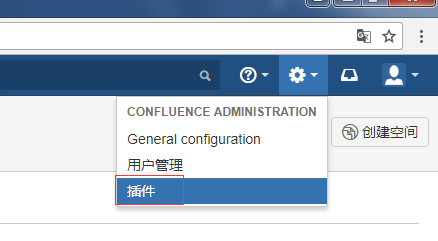 CONFLUENCE ADMINISTRATION
General configuration
创建空间
用户管理
插件